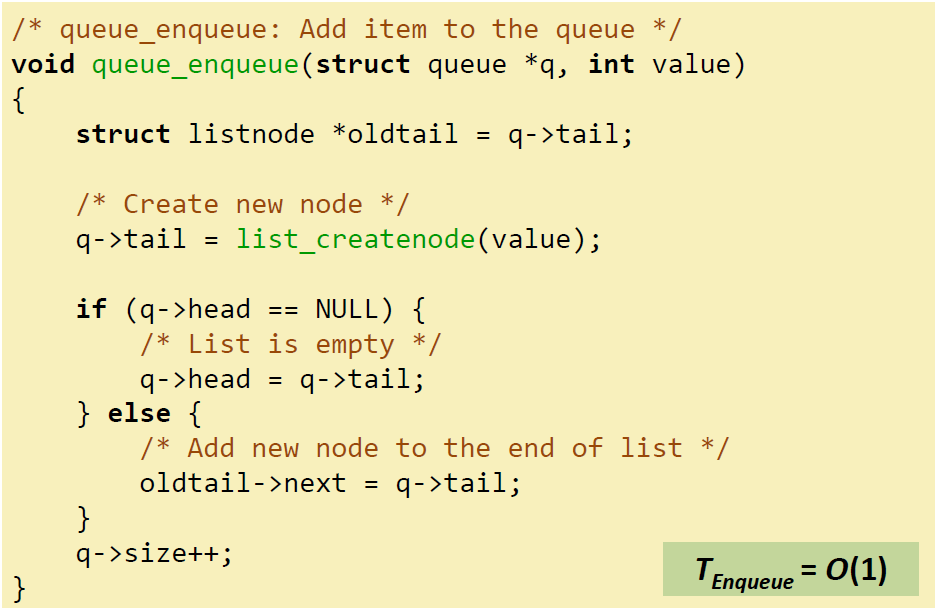 /* queue_enqueue: Add item to the queue */
void queue_enqueue(struct queue *q, int value)
{
    struct listnode *oldtail = q->tail;

    /* Create new node */
    q->tail = list_createnode(value);

    if (q->head == NULL) {
        /* List is empty */
        q->head = q->tail;
    } else {
        /* Add new node to the end of list */
        oldtail->next = q->tail;
    }
    q->size++;
}
TEnqueue = O(1)